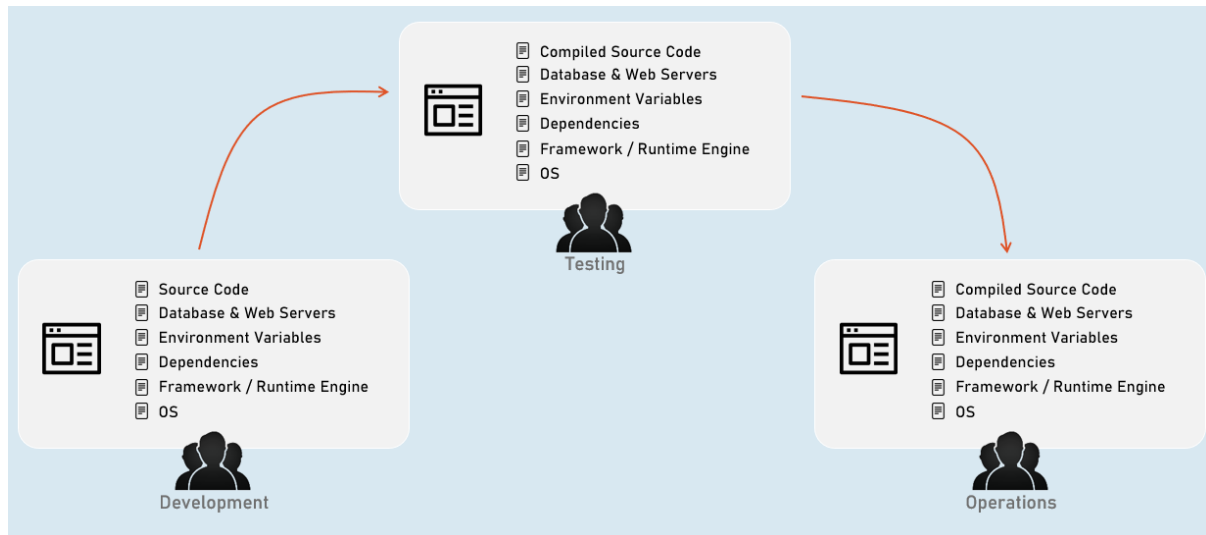 Compiled Source Code
Database & Web Servers
Environment Variables
Dependencies
Framework / Runtime Engine
OS
Testing
Source Code
Database & Web Servers
Environment Variables
Dependencies
Framework / Runtime Engine
OS
Development
Compiled Source Code
Database & Web Servers
Environment Variables
Dependencies
Framework / Runtime Engine
OS
Operations